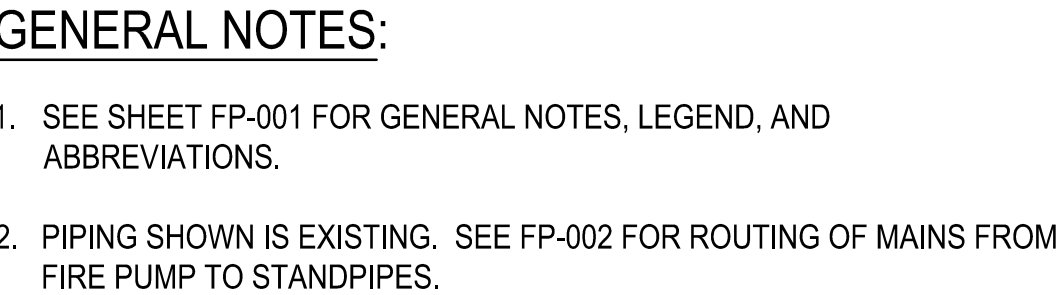 GENERAL NOTES:
1. SEE SHEET FP-001 FOR GENERAL NOTES, LEGEND, AND
ABBREVIATIONS.
2. PIPING SHOWN IS EXISTING. SEE FP-002 FOR ROUTING OF MAINS FROM
FIRE PUMP TO STANDPIPES.